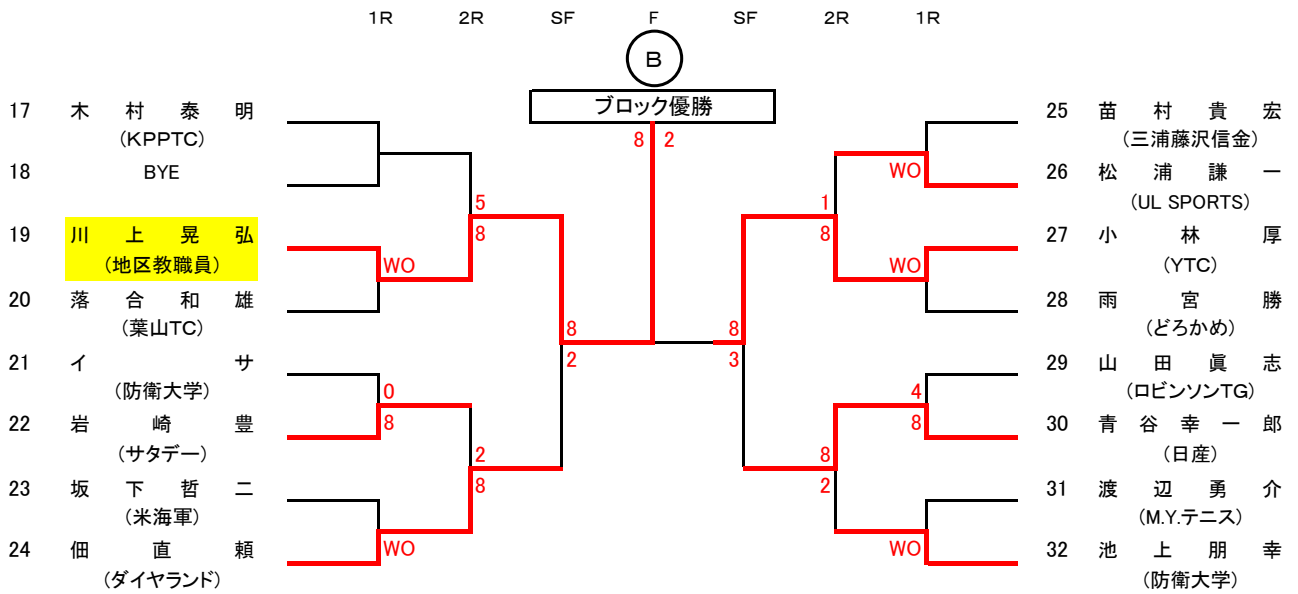 1R 2R SF F SF 2R 1R
B
ブロック優勝
8 2
17 木村泰明
(KPPTC)
18 BYE
19 川上晃弘
(地区教職員)
20 落合和雄
(葉山TC)
21 イサ
(防衛大学)
22 岩崎豊
(サタデー)
23 坂下哲二
(米海軍)
24 佃直頼
(ダイヤランド)
WO
0
8
WO
5
8
2
8
8
2
8
3
1
8
8
2
WO
WO
4
8
WO
25 苗村貴宏
(三浦藤沢信金)
26 松浦謙一
(UL SPORTS)
27 小林厚
(YTC)
28 雨宮勝
(どろかめ)
29 山田眞志
(ロビンソンTG)
30 青谷幸一郎
(日産)
31 渡辺勇介
(M.Y.テニス)
32 池上朋幸
(防衛大学)